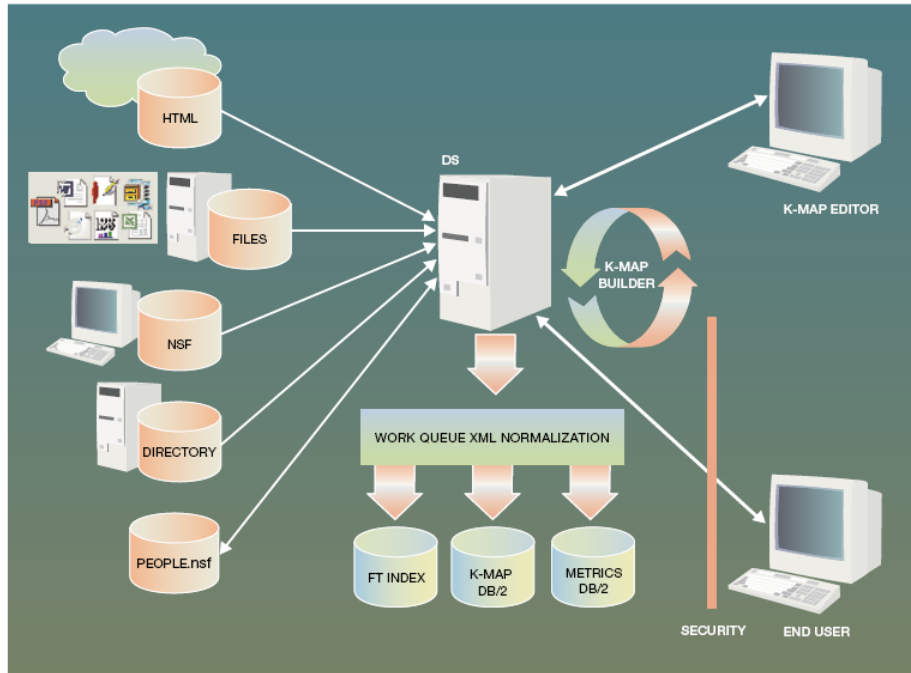 HTML
DS
FILES
K-MAP EDITOR
K-MAP
BUILDER
NSF
DIRECTORY
WORK QUEUE XML NORMALIZATION
PEOPLE.nsf
FT INDEX
K-MAP
DB/2
METRICS
DB/2
SECURITY
END USER